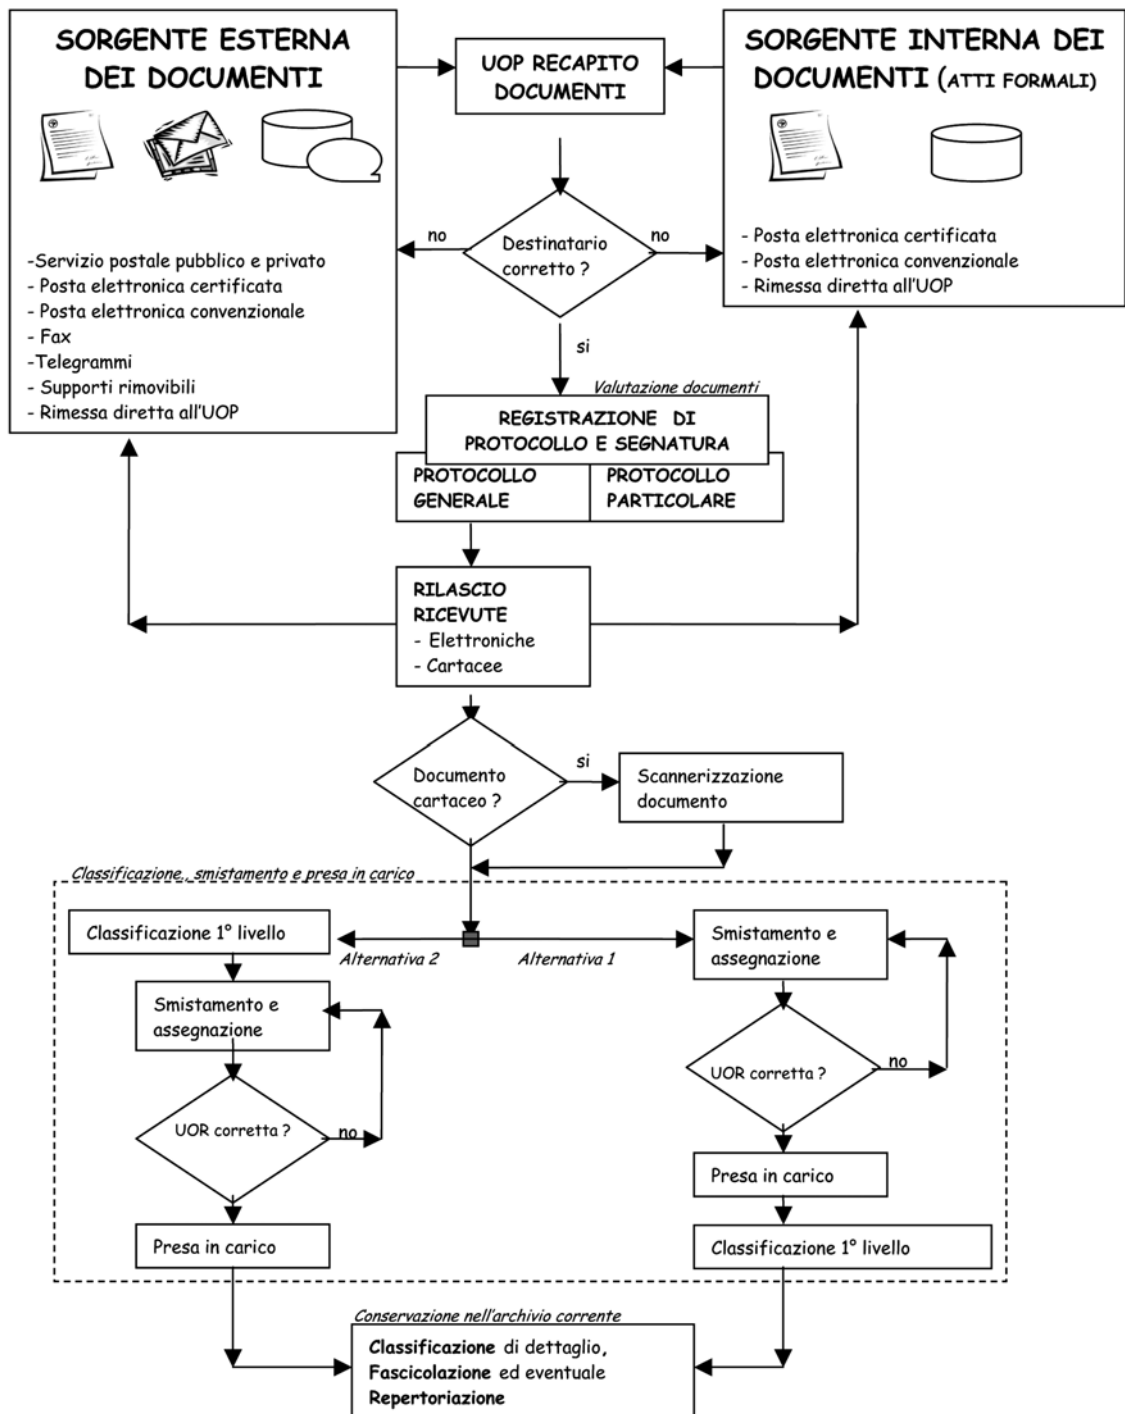 SORGENTE ESTERNA
DEI DOCUMENTI
-Servizio postale pubblico e privato
- Posta elettronica certificata
- Posta elettronica convenzionale
- Fax
-Telegrammi
- Supporti rimovibili
- Rimessa diretta all'UOP
UOP RECAPITO
DOCUMENTI
SORGENTE INTERNA DEI
DOCUMENTI (ATTI FORMALI)
- Posta elettronica certificata
- Posta elettronica convenzionale
- Rimessa diretta all'UOP
no
Destinatario
corretto ?
no
si
Valutazione documenti
REGISTRAZIONE DI
PROTOCOLLO E SEGNATURA
PROTOCOLLO
GENERALE
PROTOCOLLO
PARTICOLARE
RILASCIO
RICEVUTE
- Elettroniche
- Cartacee
Documento
cartaceo ?
si
Scannerizzazione
documento
Classificazione., smistamento e presa in carico
Classificazione 1° livello
Alternativa 2
Alternativa 1
Smistamento e
assegnazione
Smistamento e
assegnazione
UOR corretta ?
no
UOR corretta ?
no
Presa in carico
Presa in carico
Classificazione 1° livello
Conservazione nell'archivio corrente
Classificazione di dettaglio,
Fascicolazione ed eventuale
Repertoriazione